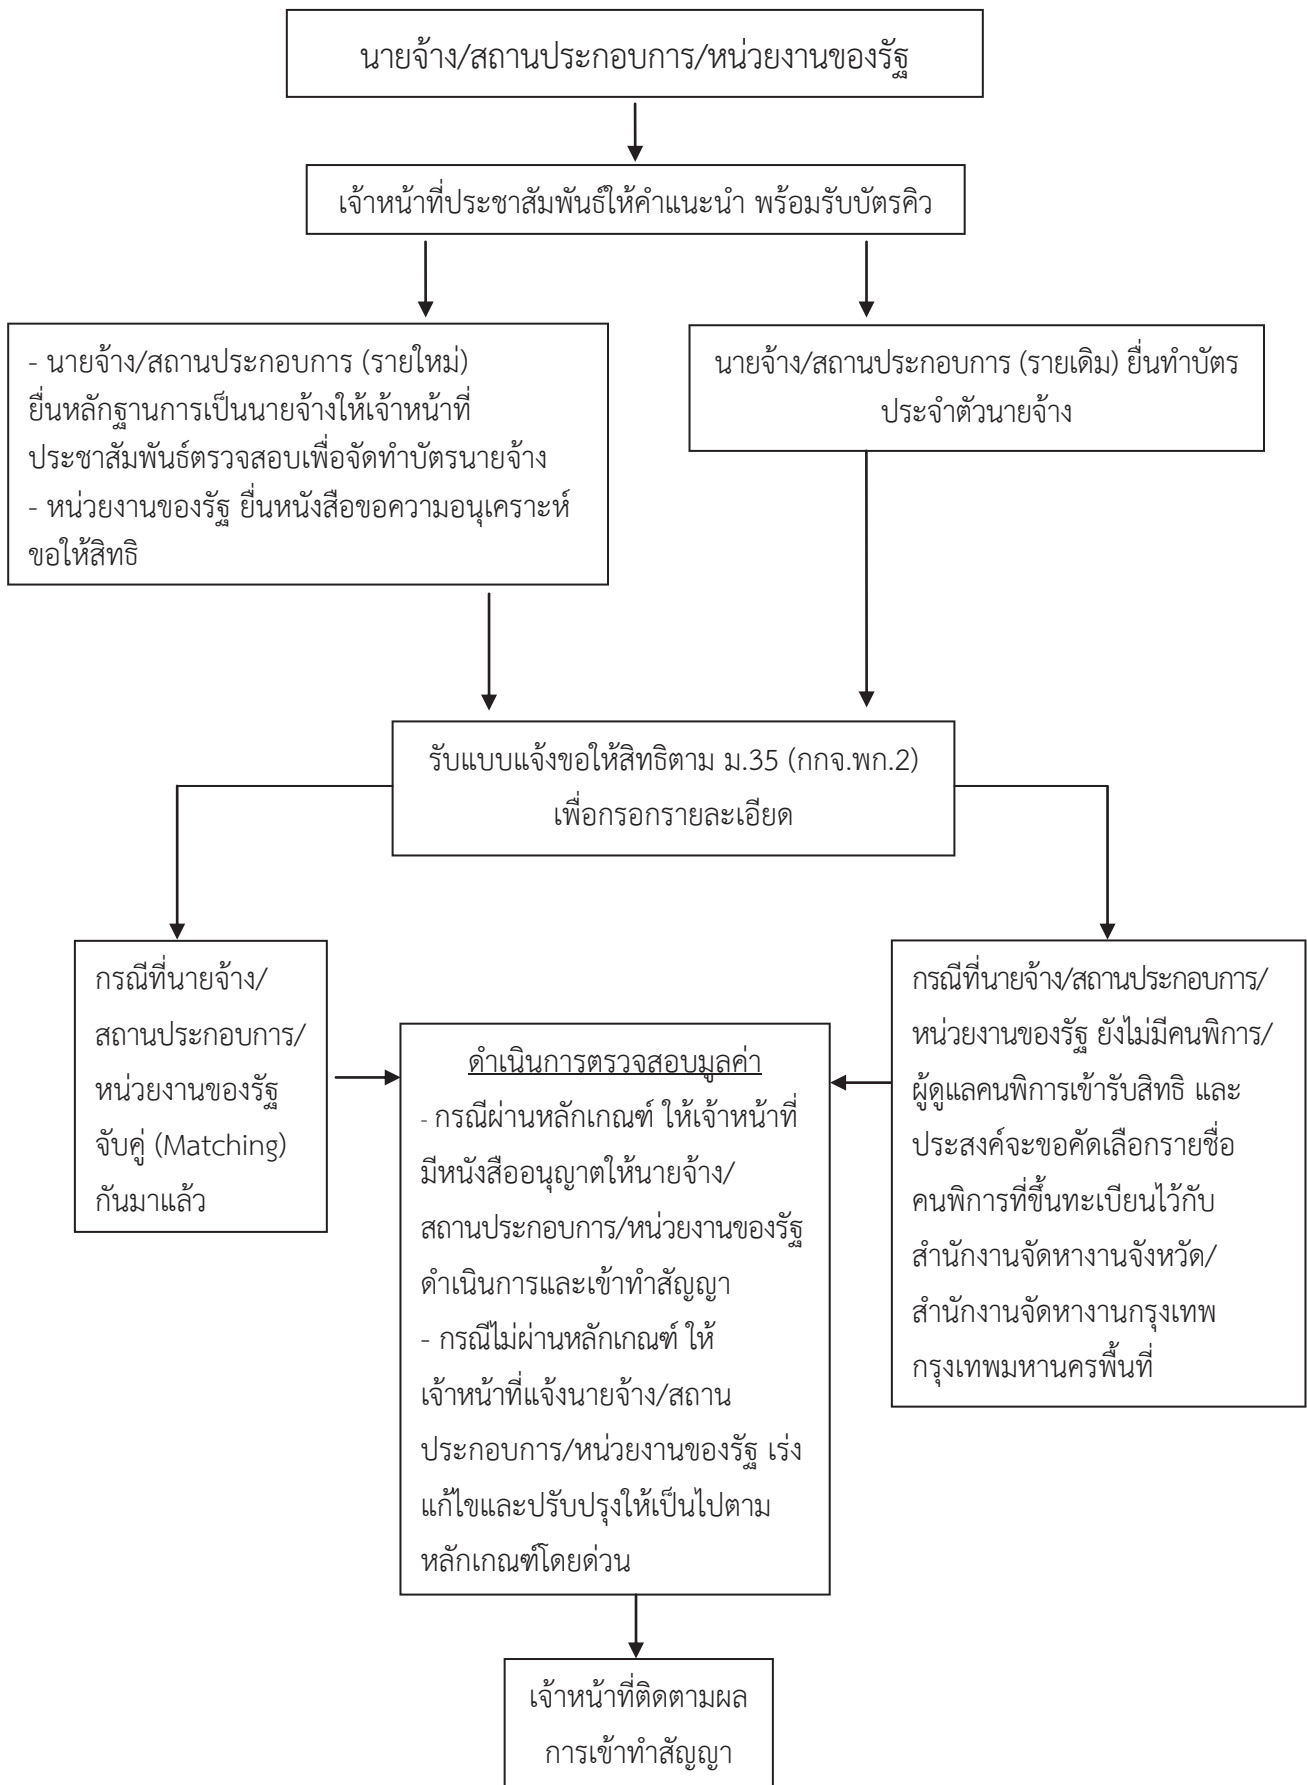 นายจ้าง/สถานประกอบการ/หน่วยงานของรัฐ
เจ้าหน้าที่ประชาสัมพันธ์ให้คำแนะนำ พร้อมรับบัตรคิว
- นายจ้าง/สถานประกอบการ (รายใหม่)
ยื่นหลักฐานการเป็นนายจ้างให้เจ้าหน้าที่
ประชาสัมพันธ์ตรวจสอบเพื่อจัดทำบัตรนายจ้าง
- หน่วยงานของรัฐ ยื่นหนังสือขอความอนุเคราะห์
ขอให้สิทธิ
นายจ้าง/สถานประกอบการ (รายเดิม) ยื่นทำบัตร
ประจำตัวนายจ้าง
รับแบบแจ้งขอให้สิทธิตาม ม.35 (กกจ.พก.2)
เพื่อกรอกรายละเอียด
กรณีที่นายจ้าง/
สถานประกอบการ/
หน่วยงานของรัฐ
จับคู่ (Matching)
กันมาแล้ว
ดำเนินการตรวจสอบมูลค่า
- กรณีผ่านหลักเกณฑ์ ให้เจ้าหน้าที่
มีหนังสืออนุญาตให้นายจ้าง/
สถานประกอบการ/หน่วยงานของรัฐ
ดำเนินการและเข้าทำสัญญา
- กรณีไม่ผ่านหลักเกณฑ์ ให้
เจ้าหน้าที่แจ้งนายจ้าง/สถาน
ประกอบการ/หน่วยงานของรัฐ เร่ง
แก้ไขและปรับปรุงให้เป็นไปตาม
หลักเกณฑ์โดยด่วน
กรณีที่นายจ้าง/สถานประกอบการ/
หน่วยงานของรัฐ ยังไม่มีคนพิการ/
ผู้ดูแลคนพิการเข้ารับสิทธิ และ
ประสงค์จะขอคัดเลือกรายชื่อ
คนพิการที่ขึ้นทะเบียนไว้กับ
สำนักงานจัดหางานจังหวัด/
สำนักงานจัดหางานกรุงเทพ
กรุงเทพมหานครพื้นที่
เจ้าหน้าที่ติดตามผล
การเข้าทำสัญญา